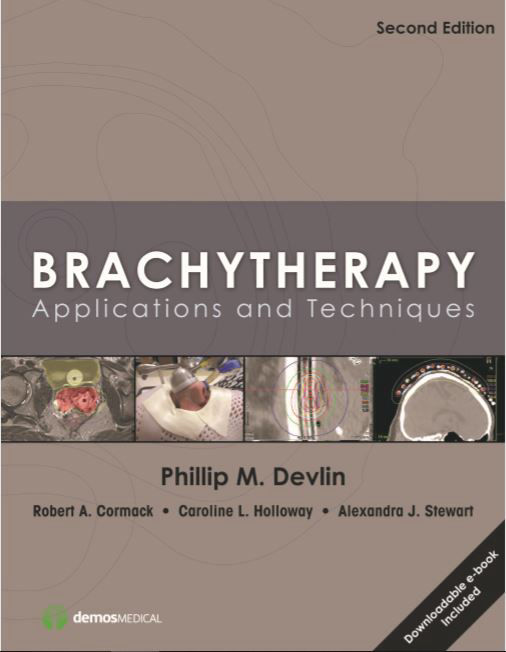 Second Edition
BRACHYTHERAPY
Applications and Techniques
Phillip M. Devlin
Robert A. Cormack • Caroline L. Holloway • Alexandra J. Stewart
Downloadable e-book
Included
demosMEDICAL